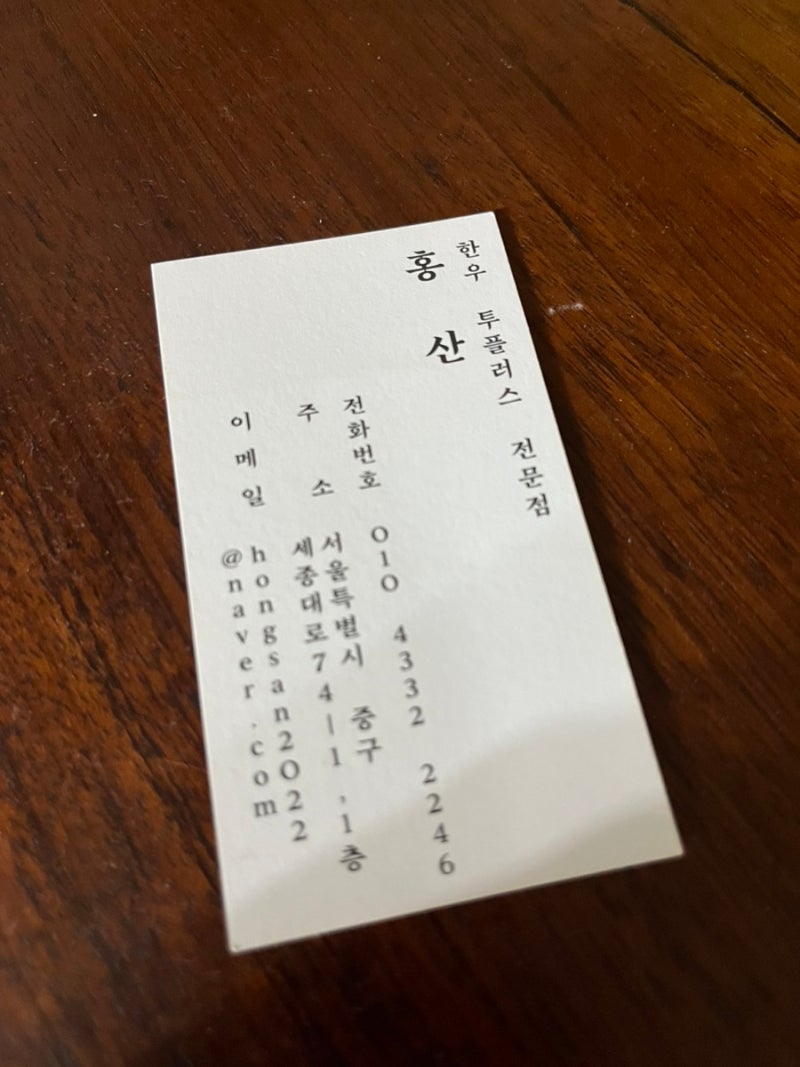 한우 투플러스 전문점
홍 산
전화번호 010 4332 2246
주 소 서울특별시 중구
세종대로74-1,1층
이메일 hongsan2022
@naver.com